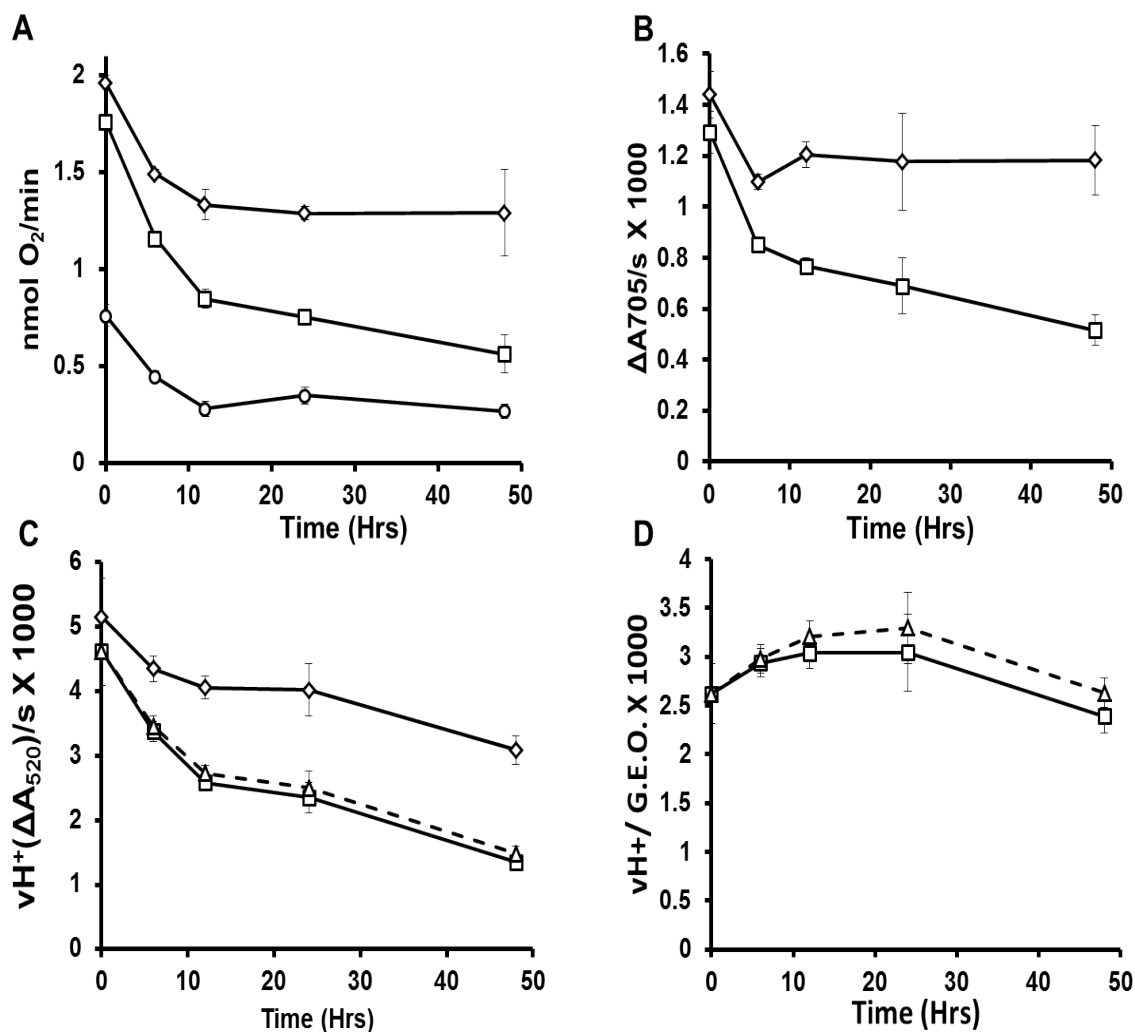 A
nmol O₂/min
2
1.5
1
0.5
0
0 10 20 30 40 50
Time (Hrs)
B
ΔA705/s X 1000
1.6
1.4
1.2
1
0.8
0.6
0.4
0.2
0
0 10 20 30 40 50
Time (Hrs)
C
vH⁺(ΔA₅₂₀)/s X 1000
6
5
4
3
2
1
0
0 10 20 30 40 50
Time (Hrs)
D
vH+/ G.E.O. X 1000
4
3.5
3
2.5
2
1.5
1
0.5
0
0 10 20 30 40 50
Time (Hrs)